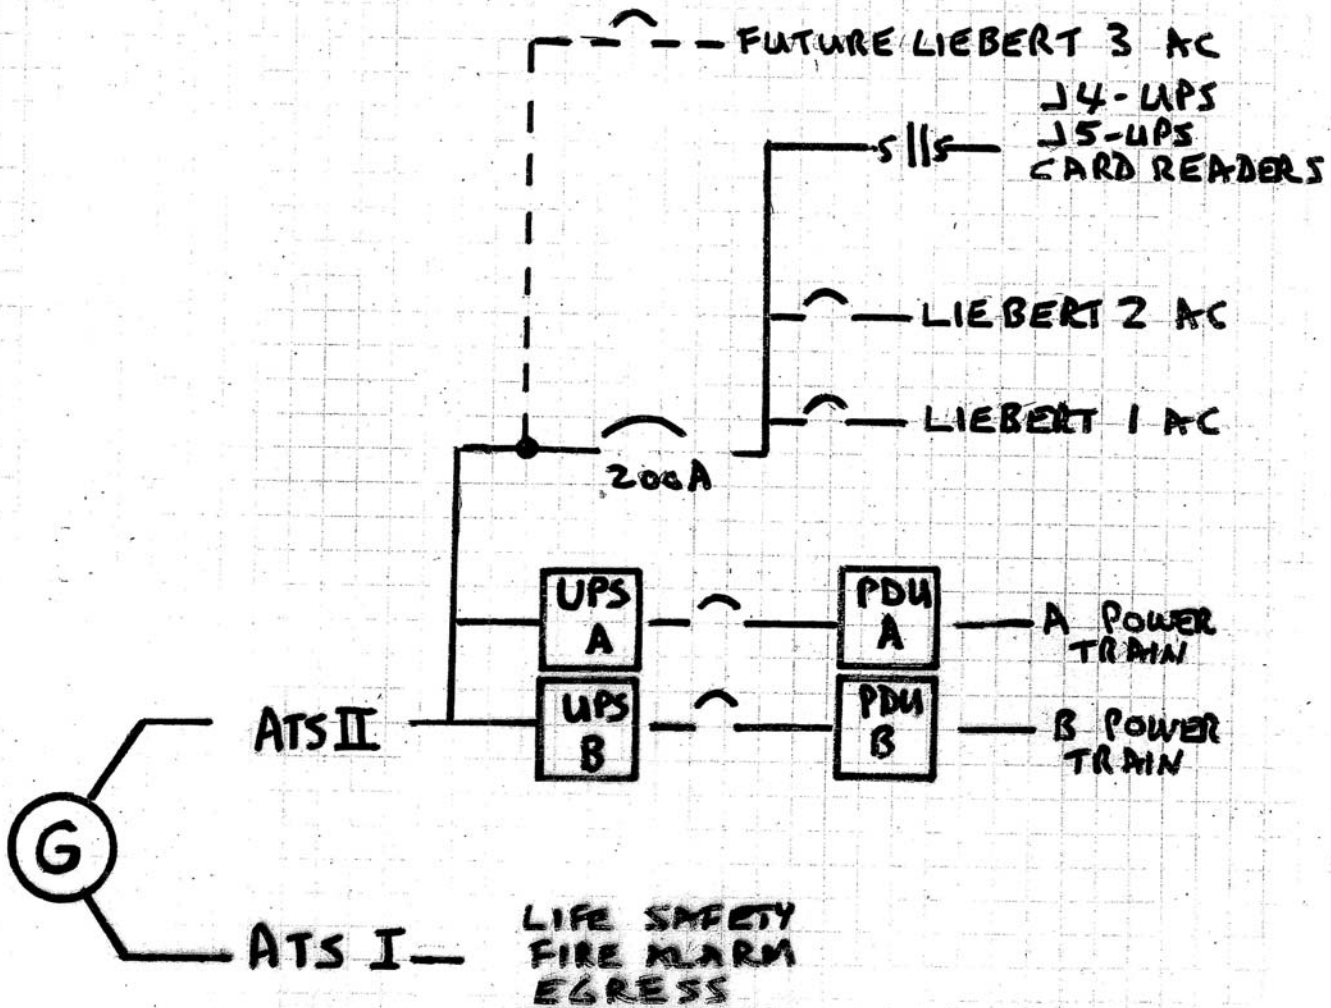 FUTURE LIEBERT 3 AC
J4-UPS
J5-UPS
CARD READERS
LIEBERT 2 AC
LIEBERT 1 AC
200A
UPS
A
PDU
A
A POWER
TRAIN
ATS II
UPS
B
PDU
B
B POWER
TRAIN
G
ATS I
LIFE SAFETY
FIRE ALARM
EGRESS